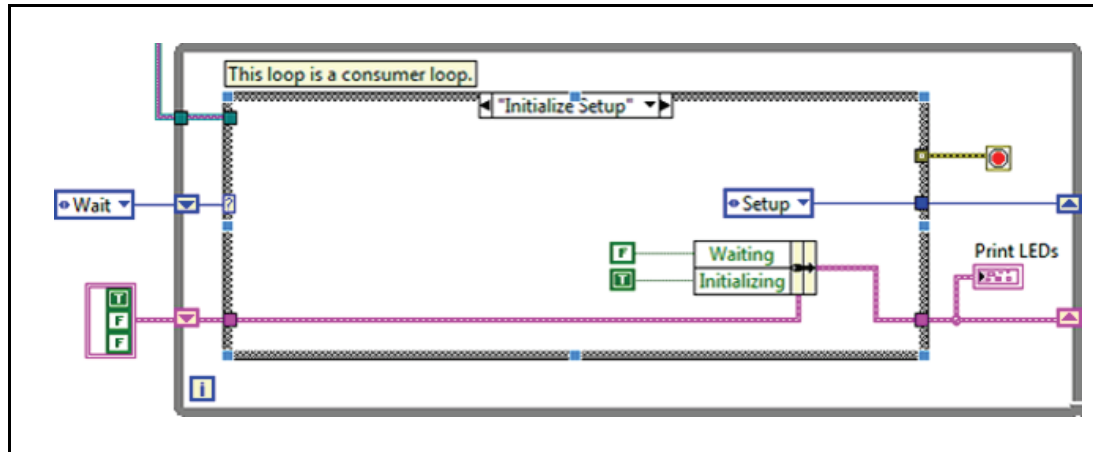 This loop is a consumer loop.
"Initialize Setup"
Wait
?
Setup
F
Waiting
T
Initializing
Print LEDs
T
F
F
i